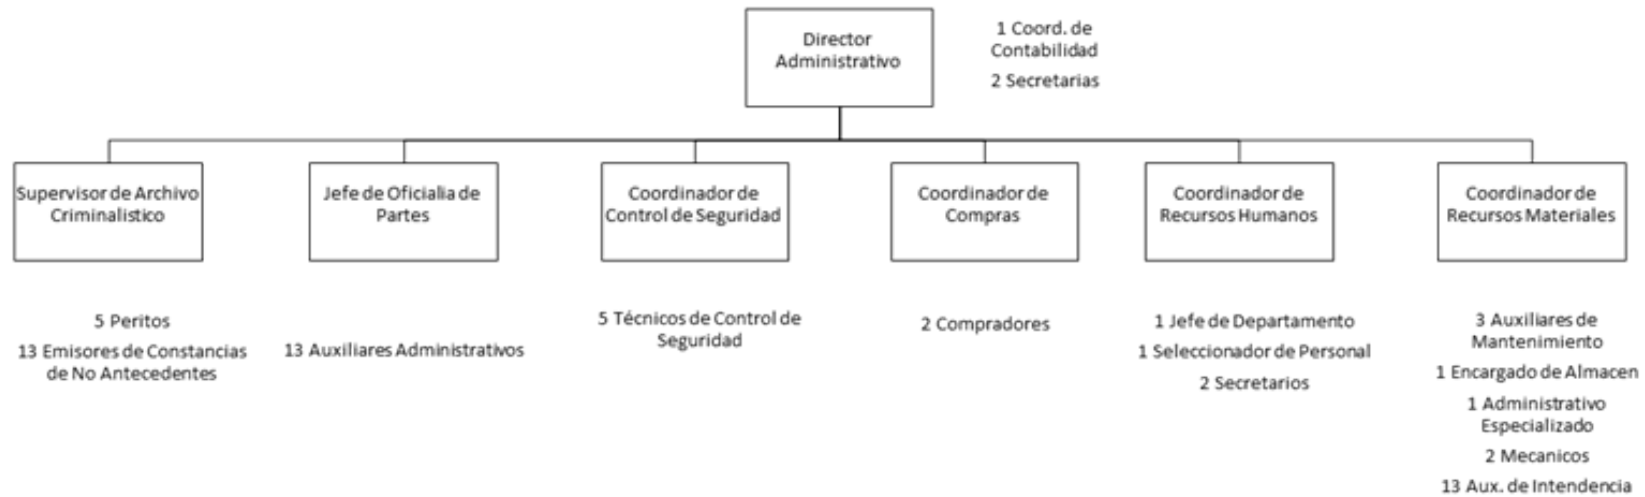 Director
Administrativo
1 Coord. de
Contabilidad
2 Secretarias
Supervisor de Archivo
Criminalistico
Jefe de Oficialia de
Partes
Coordinador de
Control de Seguridad
Coordinador de
Compras
Coordinador de
Recursos Humanos
Coordinador de
Recursos Materiales
5 Peritos
13 Emisores de Constancias
de No Antecedentes
13 Auxiliares Administrativos
5 Técnicos de Control de
Seguridad
2 Compradores
1 Jefe de Departamento
1 Seleccionador de Personal
2 Secretarios
3 Auxiliares de
Mantenimiento
1 Encargado de Almacen
1 Administrativo
Especializado
2 Mecanicos
13 Aux. de Intendencia